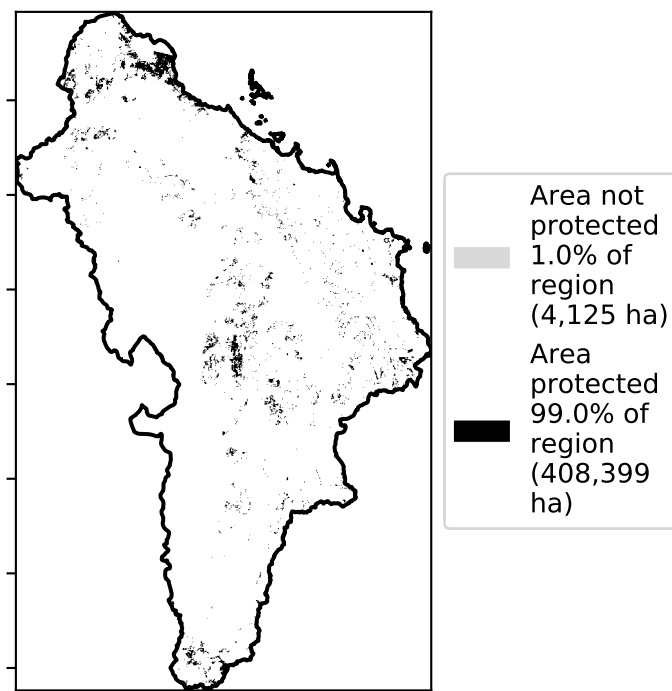 Area not
protected
1.0% of
region
(4,125 ha)
Area
protected
99.0% of
region
(408,399
ha)